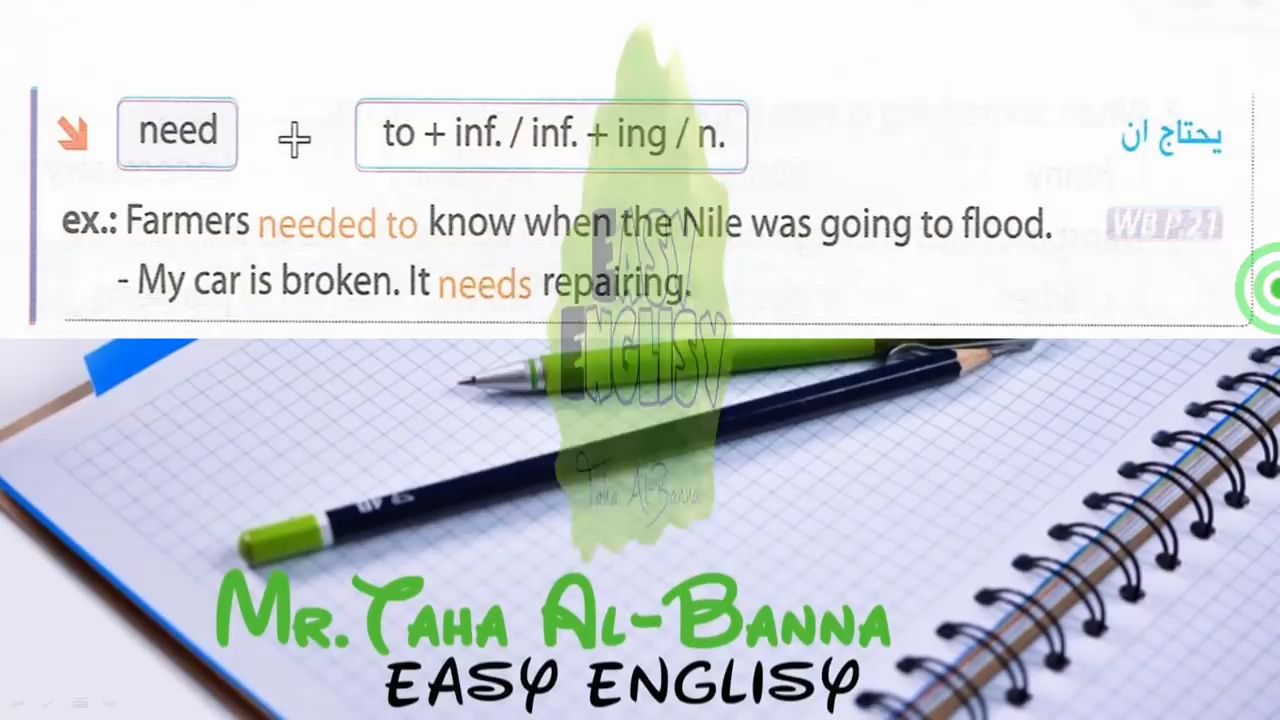 need + to + inf. / inf. + ing / n. يحتاج ان
ex.: Farmers needed to know when the Nile was going to flood. WB P.21
- My car is broken. It needs repairing.
EASY
ENGLISY
Taha Al-Banna
MR.TAHA AL-BANNA
EASY ENGLISY